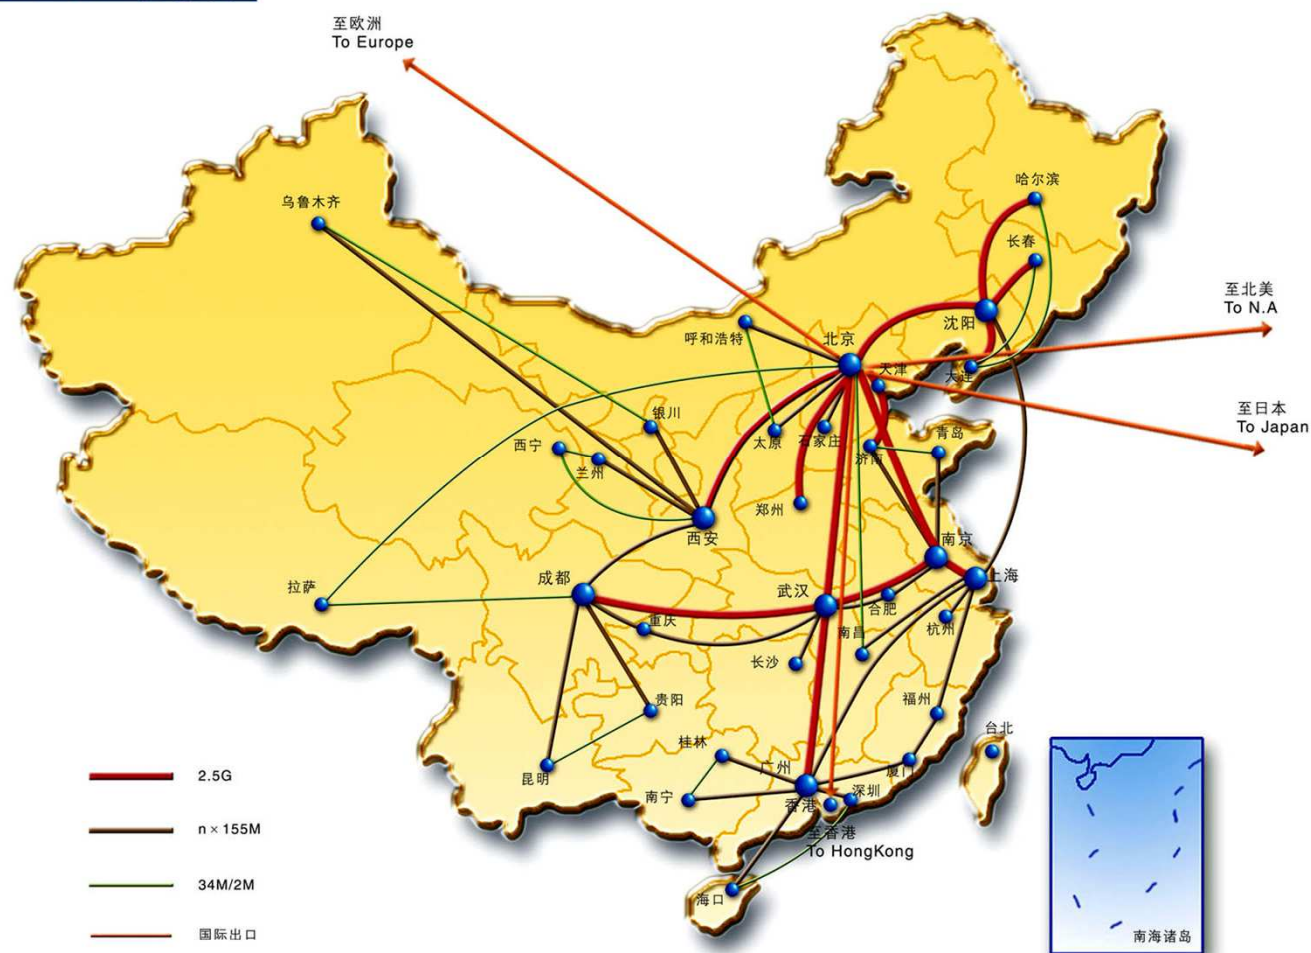 至欧洲
To Europe
哈尔滨
乌鲁木齐
长春
至北美
To N.A
沈阳
呼和浩特
北京
天津
大连
至日本
To Japan
银川
西宁
兰州
太原
石家庄
济南
青岛
郑州
西安
南京
成都
上海
拉萨
武汉
合肥
重庆
南昌
杭州
长沙
贵阳
福州
台北
桂林
广州
厦门
昆明
南宁
香港
深圳
至香港
To HongKong
海口
2.5G
n×155M
34M/2M
国际出口
南海诸岛